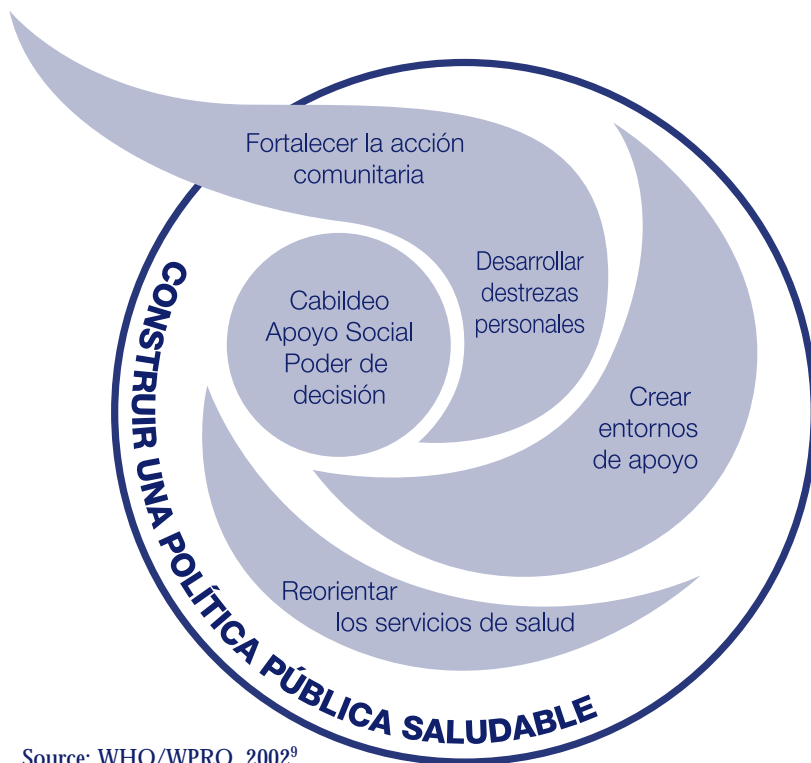 Fortalecer la acción
comunitaria
Desarrollar
destrezas
personales
Cabildeo
Apoyo Social
Poder de
decisión
Crear
entornos
de apoyo
Reorientar
los servicios de salud
CONSTRUIR UNA POLÍTICA PÚBLICA SALUDABLE
Source: WHO/WPRO, 2002⁹